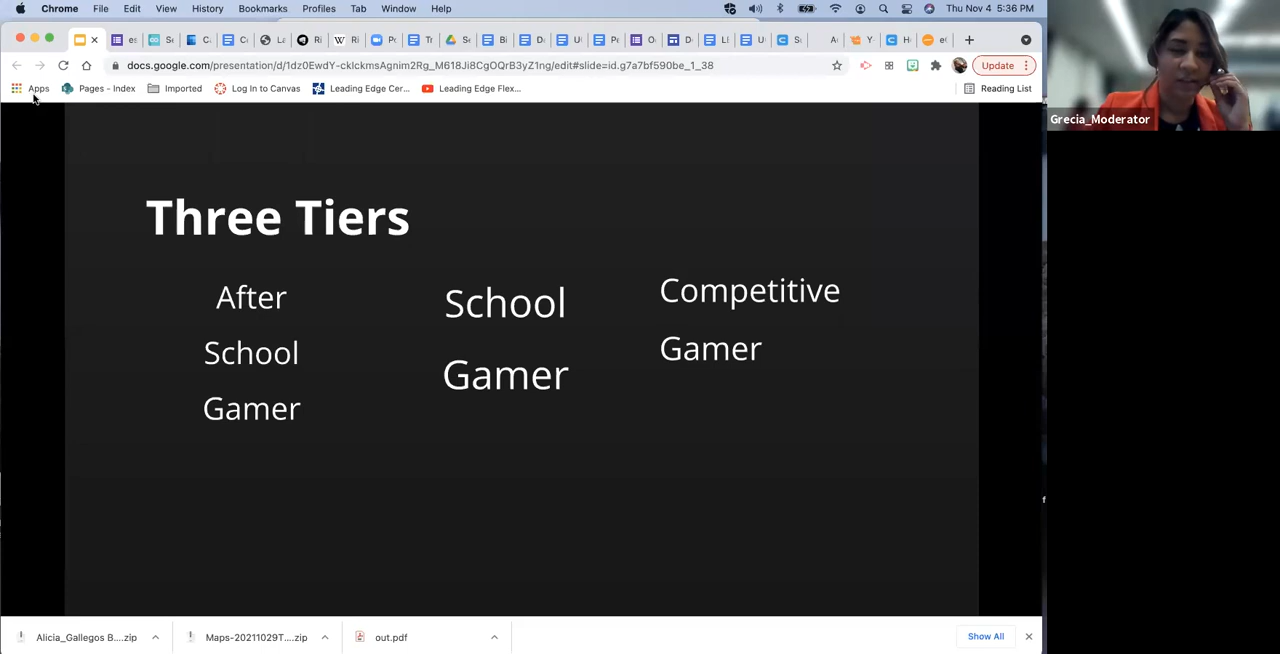 Chrome File Edit View History Bookmarks Profiles Tab Window Help Thu Nov 4 5:36 PM
docs.google.com/presentation/d/1dz0EwdY-ckIckmsAgnim2Rg_M618Ji8CgOQrB3yZ1ng/edit#slide=id.g7a7bf590be_1_38 Update
Apps Pages - Index Imported Log In to Canvas Leading Edge Cer... Leading Edge Flex... Reading List
Grecia_Moderator
Three Tiers
After
School
Gamer
School
Gamer
Competitive
Gamer
Alicia_Gallegos B....zip Maps-20211029T....zip out.pdf Show All